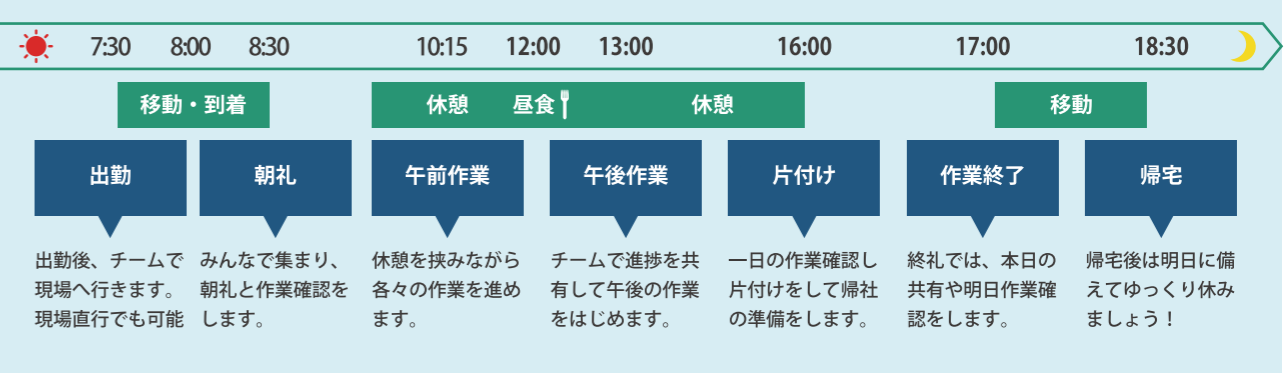 7:30 8:00 8:30 10:15 12:00 13:00 16:00 17:00 18:30
移動・到着 休憩 昼食 休憩 移動
出勤
出勤後、チームで
現場へ行きます。
現場直行でも可能
朝礼
みんなで集まり、
朝礼と作業確認を
します。
午前作業
休憩を挟みながら
各々の作業を進め
ます。
午後作業
チームで進捗を共
有して午後の作業
をはじめます。
片付け
一日の作業確認し
片付けをして帰社
の準備をします。
作業終了
終礼では、本日の
共有や明日作業確
認をします。
帰宅
帰宅後は明日に備
えてゆっくり休み
ましょう！